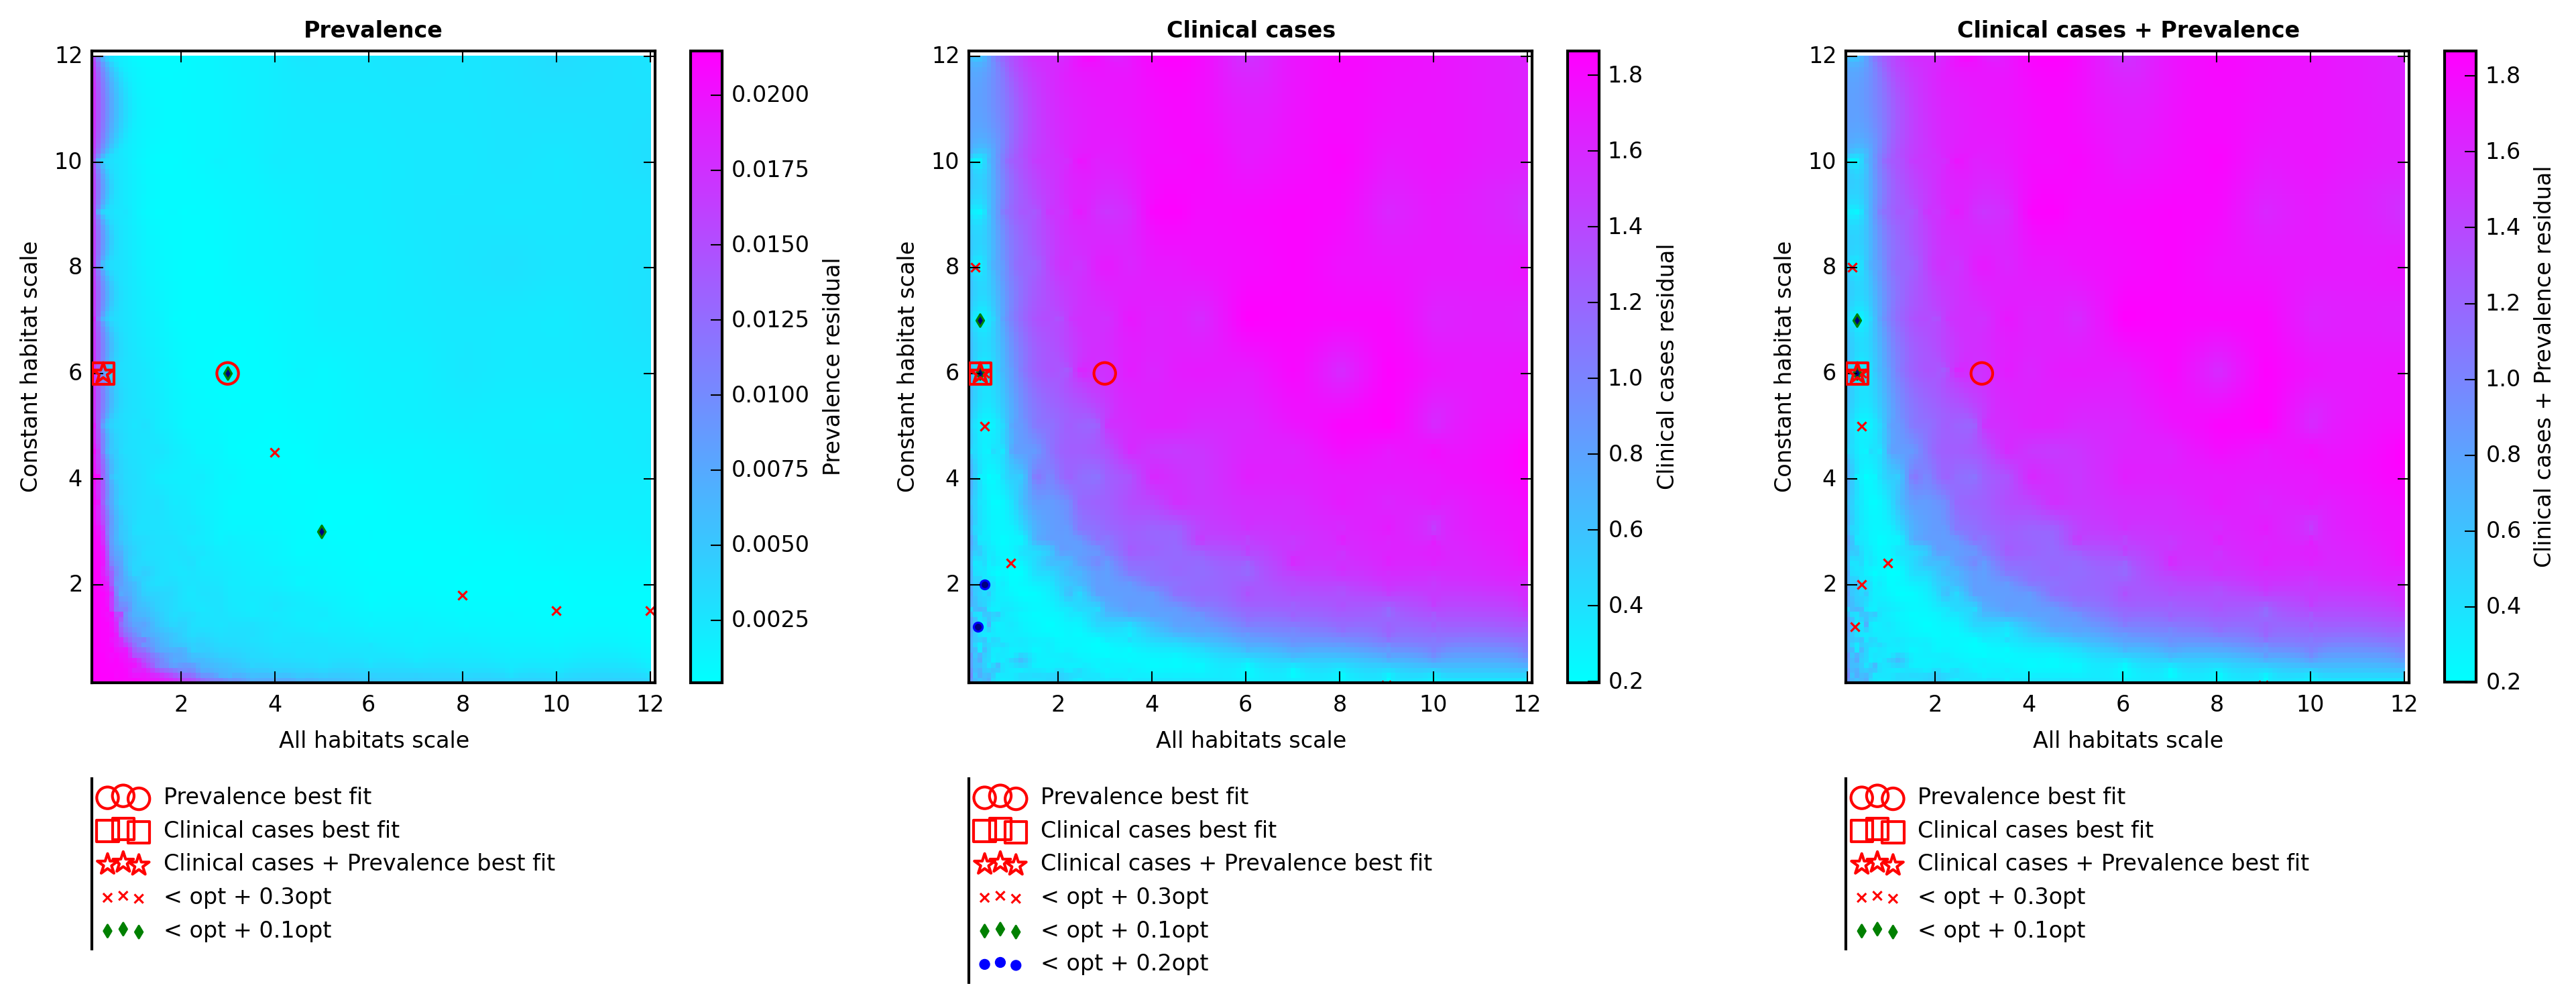 Prevalence
12
10
8
6
4
2
2
4
6
8
10
12
Constant habitat scale
All habitats scale
0.0200
0.0175
0.0150
0.0125
0.0100
0.0075
0.0050
0.0025
Prevalence residual
Prevalence best fit
Clinical cases best fit
Clinical cases + Prevalence best fit
< opt + 0.3opt
< opt + 0.1opt
Clinical cases
12
10
8
6
4
2
2
4
6
8
10
12
Constant habitat scale
All habitats scale
1.8
1.6
1.4
1.2
1.0
0.8
0.6
0.4
0.2
Clinical cases residual
Prevalence best fit
Clinical cases best fit
Clinical cases + Prevalence best fit
< opt + 0.3opt
< opt + 0.1opt
< opt + 0.2opt
Clinical cases + Prevalence
12
10
8
6
4
2
2
4
6
8
10
12
Constant habitat scale
All habitats scale
1.8
1.6
1.4
1.2
1.0
0.8
0.6
0.4
0.2
Clinical cases + Prevalence residual
Prevalence best fit
Clinical cases best fit
Clinical cases + Prevalence best fit
< opt + 0.3opt
< opt + 0.1opt